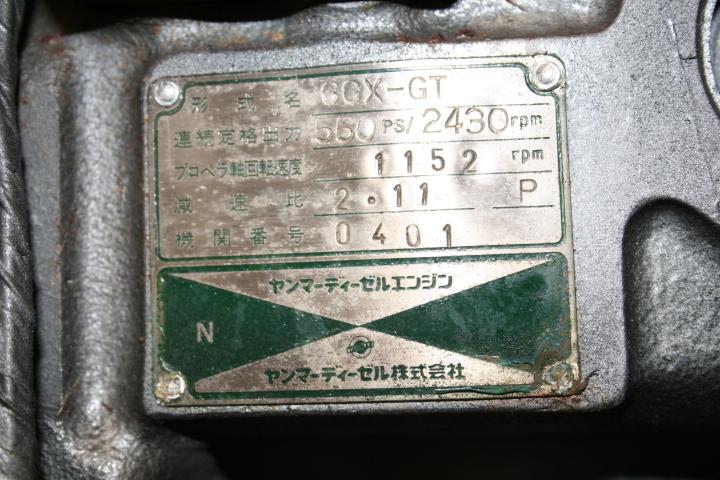 形式名 6GX-GT
連続定格出力 550 PS/ 2430 rpm
プロペラ軸回転速度 1152 rpm
減速比 2.11 P
機関番号 0401
ヤンマーディーゼルエンジン
N
ヤンマーディーゼル株式会社